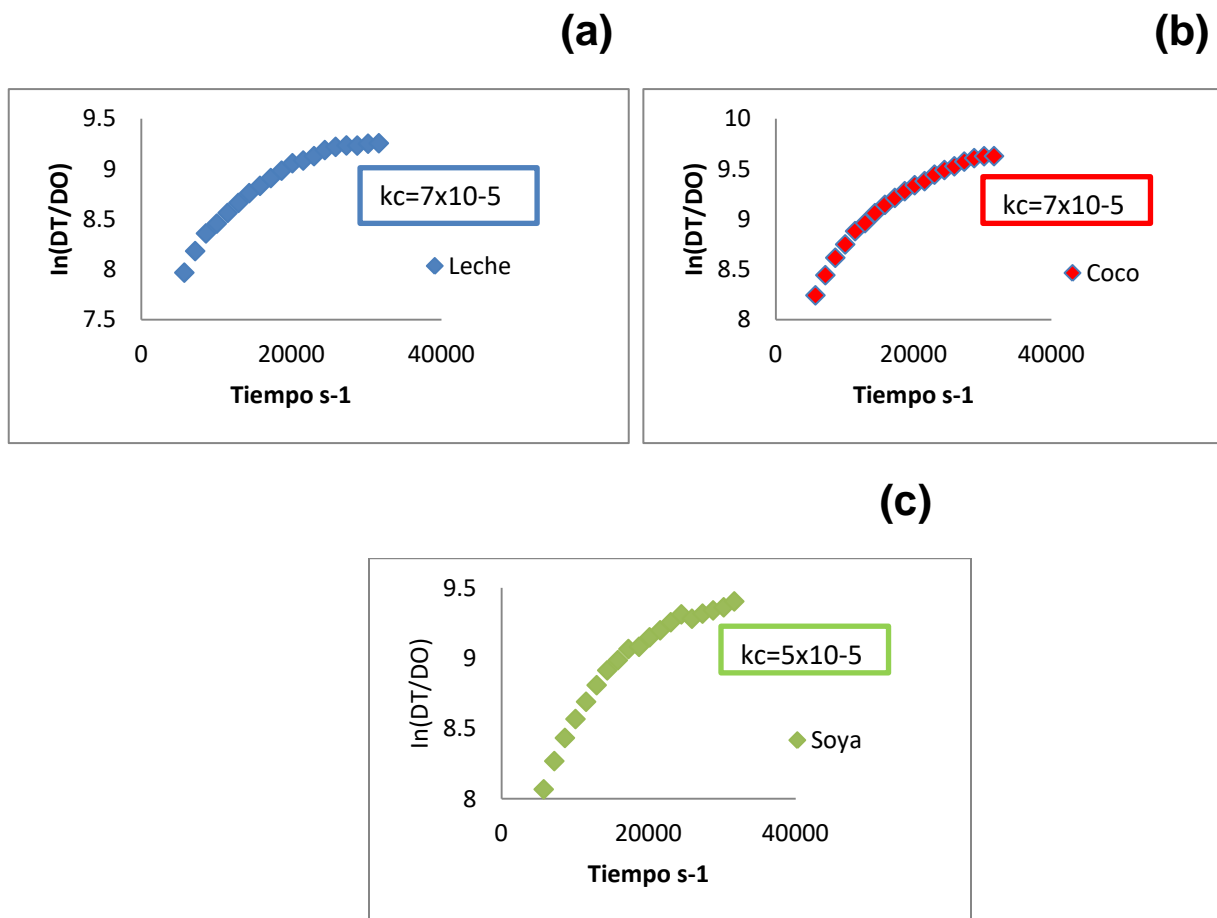 (a)
9.5
9
8.5
8
7.5
0
20000
40000
ln(DT/DO)
Tiempo s-1
kc=7x10-5
Leche
(b)
10
9.5
9
8.5
8
0
20000
40000
ln(DT/DO)
Tiempo s-1
kc=7x10-5
Coco
(c)
9.5
9
8.5
8
0
20000
40000
ln(DT/DO)
Tiempo s-1
kc=5x10-5
Soya